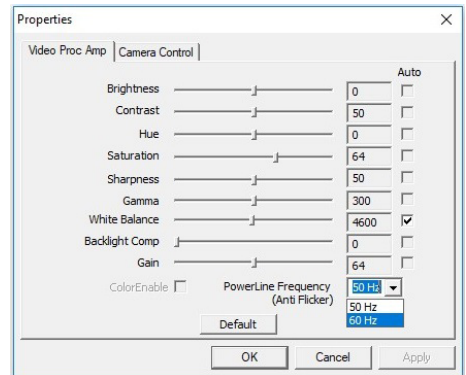 Properties
Video Proc Amp Camera Control
Auto
Brightness 0
Contrast 50
Hue 0
Saturation 64
Sharpness 50
Gamma 300
White Balance 4600
Backlight Comp 0
Gain 64
ColorEnable PowerLine Frequency 50 Hz
(Anti Flicker)
50 Hz
60 Hz
Default
OK Cancel Apply